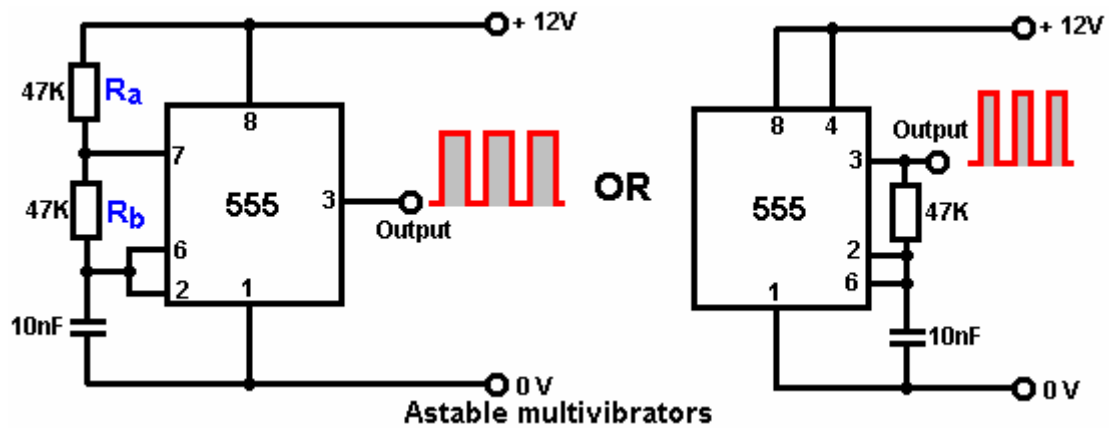 + 12V
47K Ra
8
7
47K Rb
555
3
Output
6
2
1
10nF
0 V
OR
+ 12V
8 4
Output
3
555
47K
2
6
1
10nF
0 V
Astable multivibrators